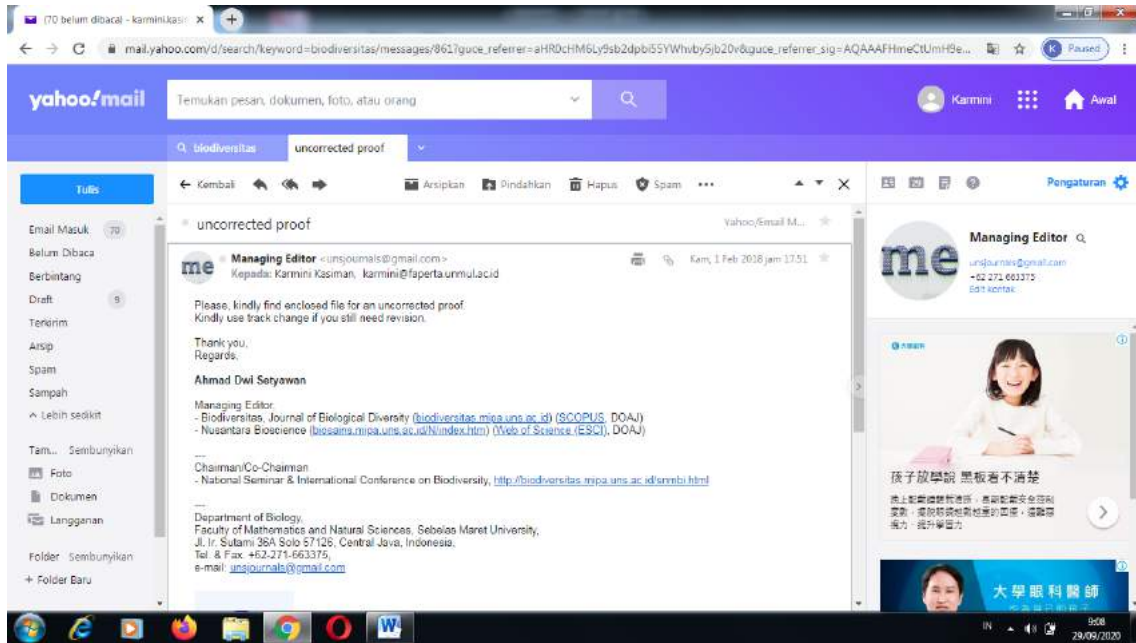 (70 belum dibaca) - karmini.kasi
mail.yahoo.com/d/search/keyword=biodiversitas/messages/861?guce_referrer=
Paused
yahoo!mail
Temukan pesan, dokumen, foto, atau orang
Karmini
Awal
biodiversitas
uncorrected proof
Tulis
Kembali
Arsipkan
Pindahkan
Hapus
Spam
Pengaturan
Email Masuk 70
Belum Dibaca
Berbintang
Draft 9
Terkirim
Arsip
Spam
Sampah
Lebih sedikit
Tam... Sembunyikan
Foto
Dokumen
Langganan
Folder Sembunyikan
+ Folder Baru
uncorrected proof
Yahoo/Email M...
me
Managing Editor <unsjournals@gmail.com>
Kepada: Karmini Kasiman, karmini@faperta.unmul.ac.id
Kam, 1 Feb 2018 jam 17.51
Please, kindly find enclosed file for an uncorrected proof.
Kindly use track change if you still need revision.
Thank you,
Regards,
Ahmad Dwi Setyawan
Managing Editor,
- Biodiversitas, Journal of Biological Diversity (biodiversitas.mipa.uns.ac.id) (SCOPUS, DOAJ)
- Nusantara Bioscience (biosains.mipa.uns.ac.id/N/index.htm) (Web of Science (ESCI), DOAJ)
---
Chairman/Co-Chairman
- National Seminar & International Conference on Biodiversity, http://biodiversitas.mipa.uns.ac.id/snmbi.html
---
Department of Biology,
Faculty of Mathematics and Natural Sciences, Sebelas Maret University,
Jl. Ir. Sutami 36A Solo 57126, Central Java, Indonesia,
Tel. & Fax. +62-271-663375,
e-mail: unsjournals@gmail.com
me
Managing Editor
unsjournals@gmail.com
+62 271 663375
Edit kontak
孩子放學說 黑板看不清楚
大學眼科醫師
IN
9:08
29/09/2020